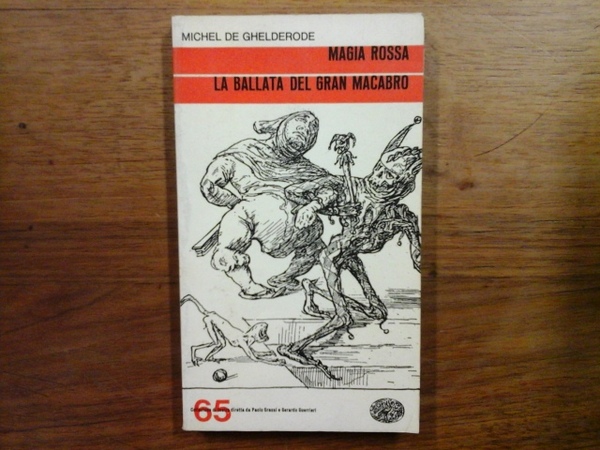 MICHEL DE GHELDERODE
MAGIA ROSSA
LA BALLATA DEL GRAN MACABRO
65
diretta da Paolo Grassi e Gerardo Guerrieri